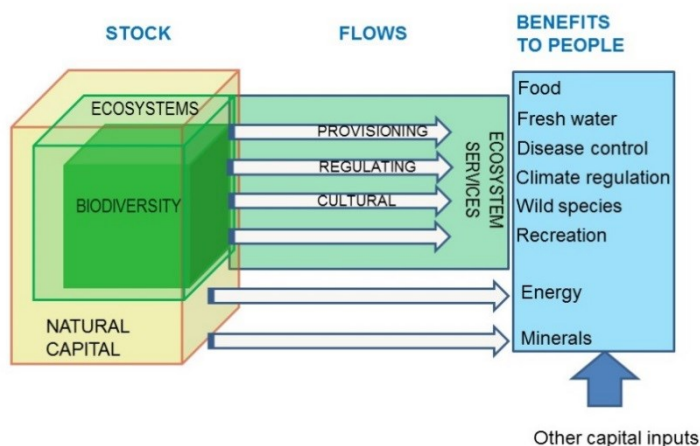 STOCK
FLOWS
BENEFITS
TO PEOPLE
ECOSYSTEMS
BIODIVERSITY
NATURAL
CAPITAL
PROVISIONING
REGULATING
CULTURAL
ECOSYSTEM
SERVICES
Food
Fresh water
Disease control
Climate regulation
Wild species
Recreation
Energy
Minerals
Other capital inputs